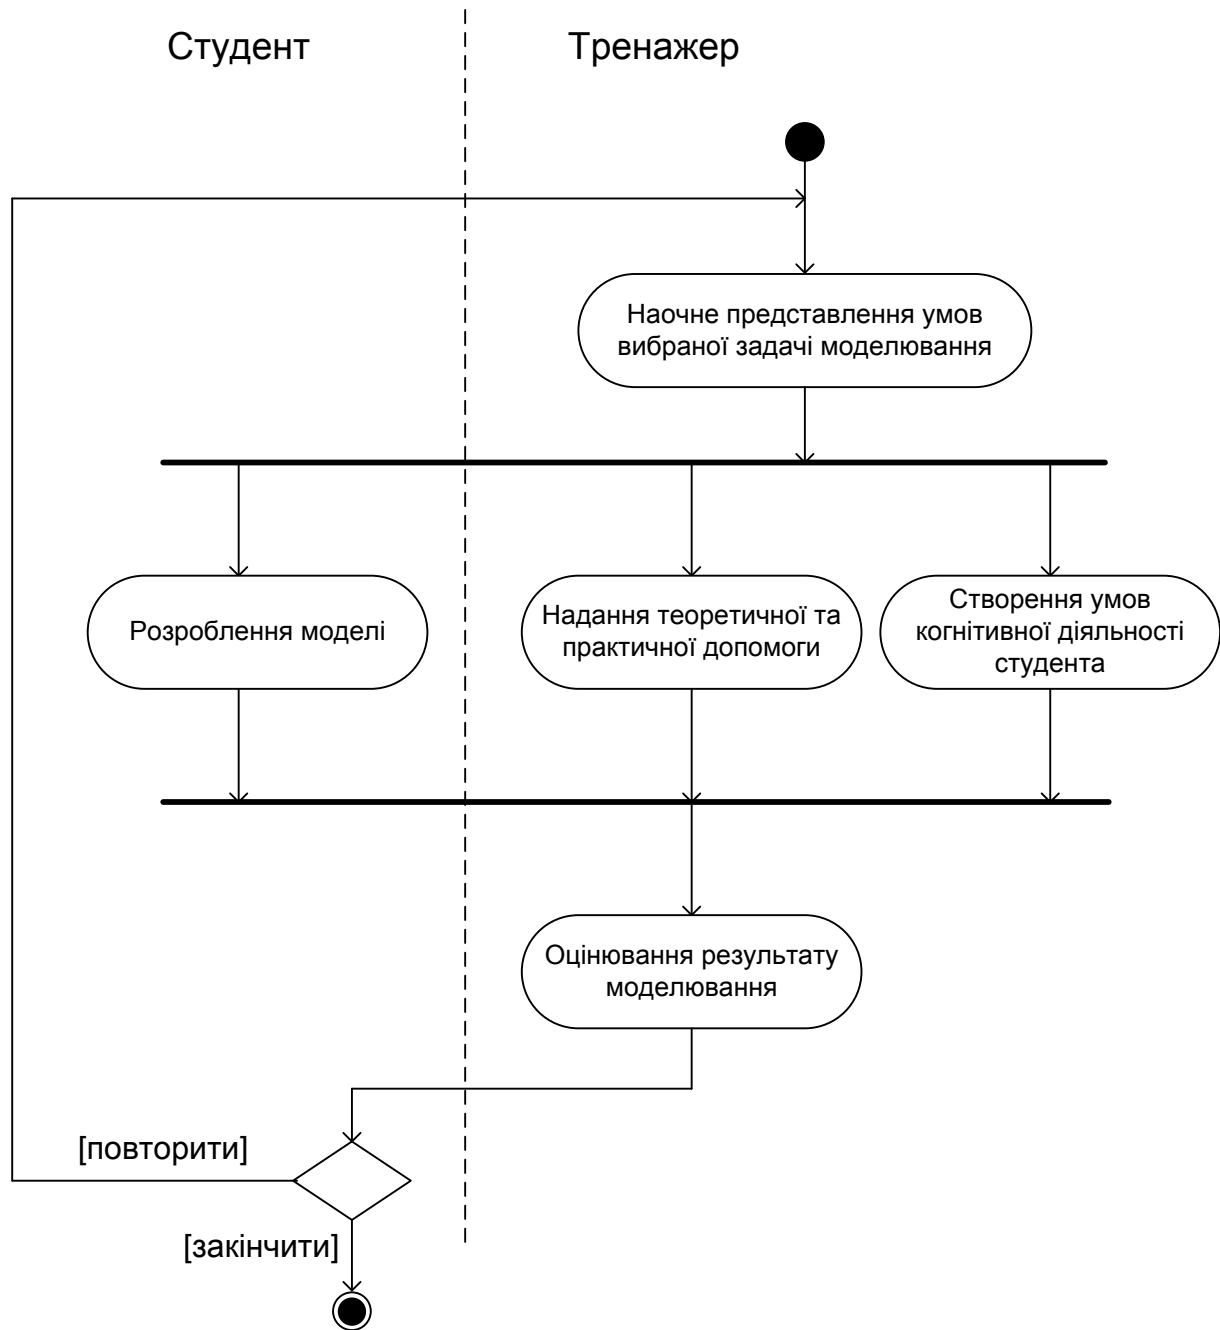 Студент
Тренажер
Наочне представлення умов
вибраної задачі моделювання
Розроблення моделі
Надання теоретичної та
практичної допомоги
Створення умов
когнітивної діяльності
студента
Оцінювання результату
моделювання
[повторити]
[закінчити]